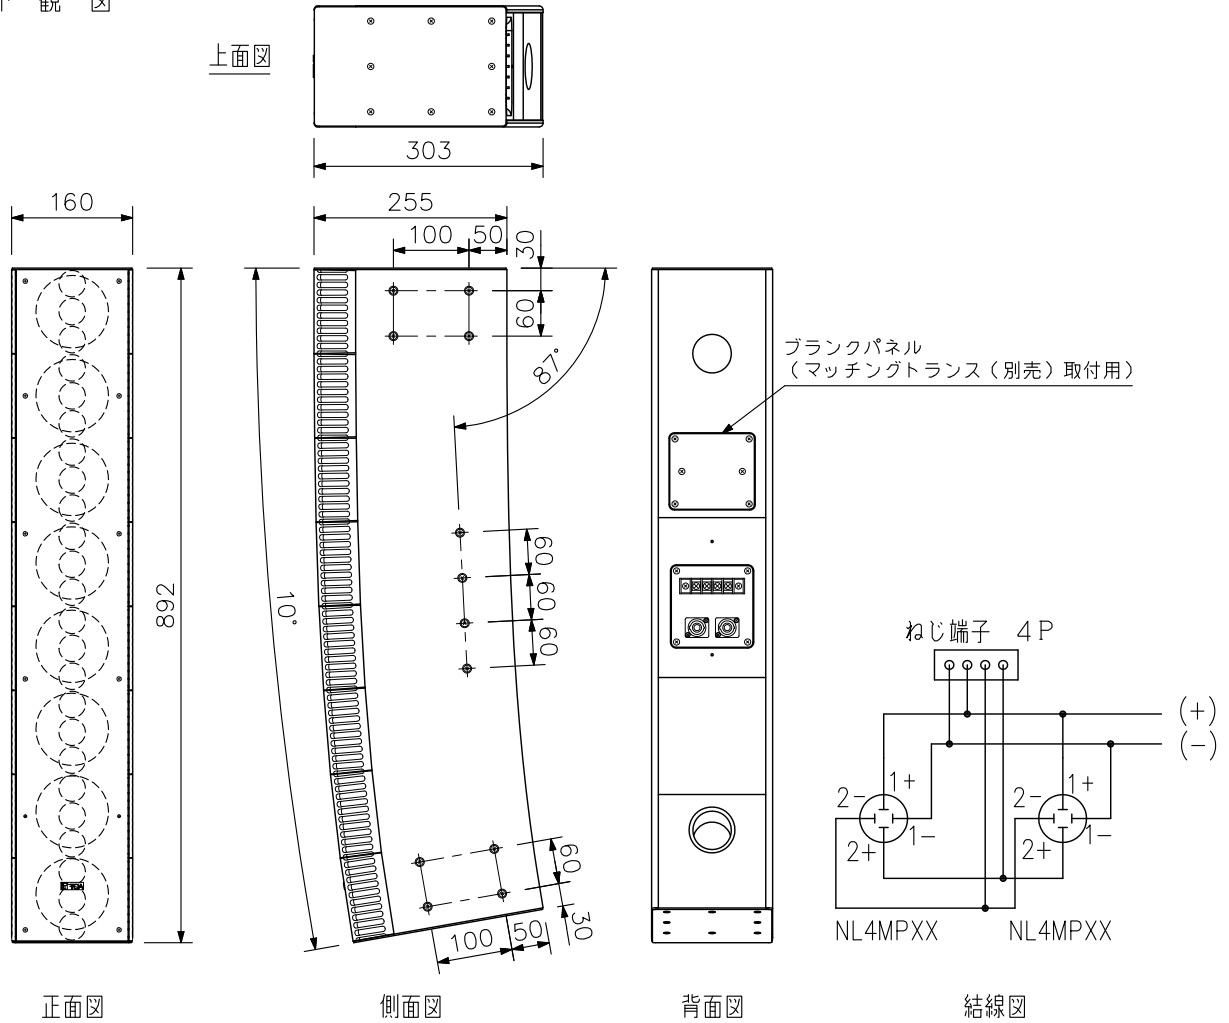 観 図
上面図
303
160
255
100
50
30
60
87°
892
10°
60
60
60
60
30
100
50
ブランクパネル
（マッチングトランス（別売）取付用）
ねじ端子 4P
(+)
(-)
1+
2-
1-
2+
1+
2-
1-
2+
NL4MPXX
NL4MPXX
TOA
正面図
側面図
背面図
結線図